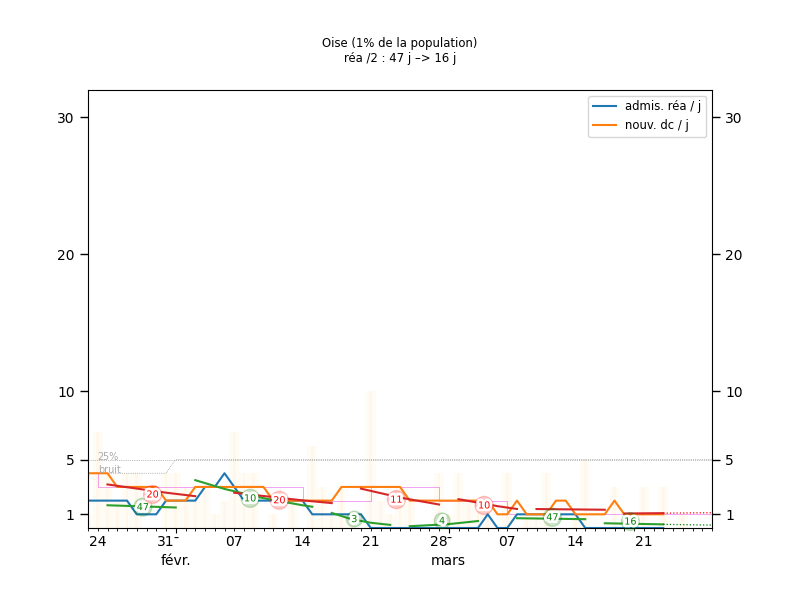 Oise (1% de la population)
réa /2 : 47 j –> 16 j
admis. réa / j
nouv. dc / j
30 30
20 20
10 10
5 5
1 1
25%
bruit
20 47 10 20 3 11 4 10 47 16
24 31 07 14 21 28 07 14 21
févr. mars